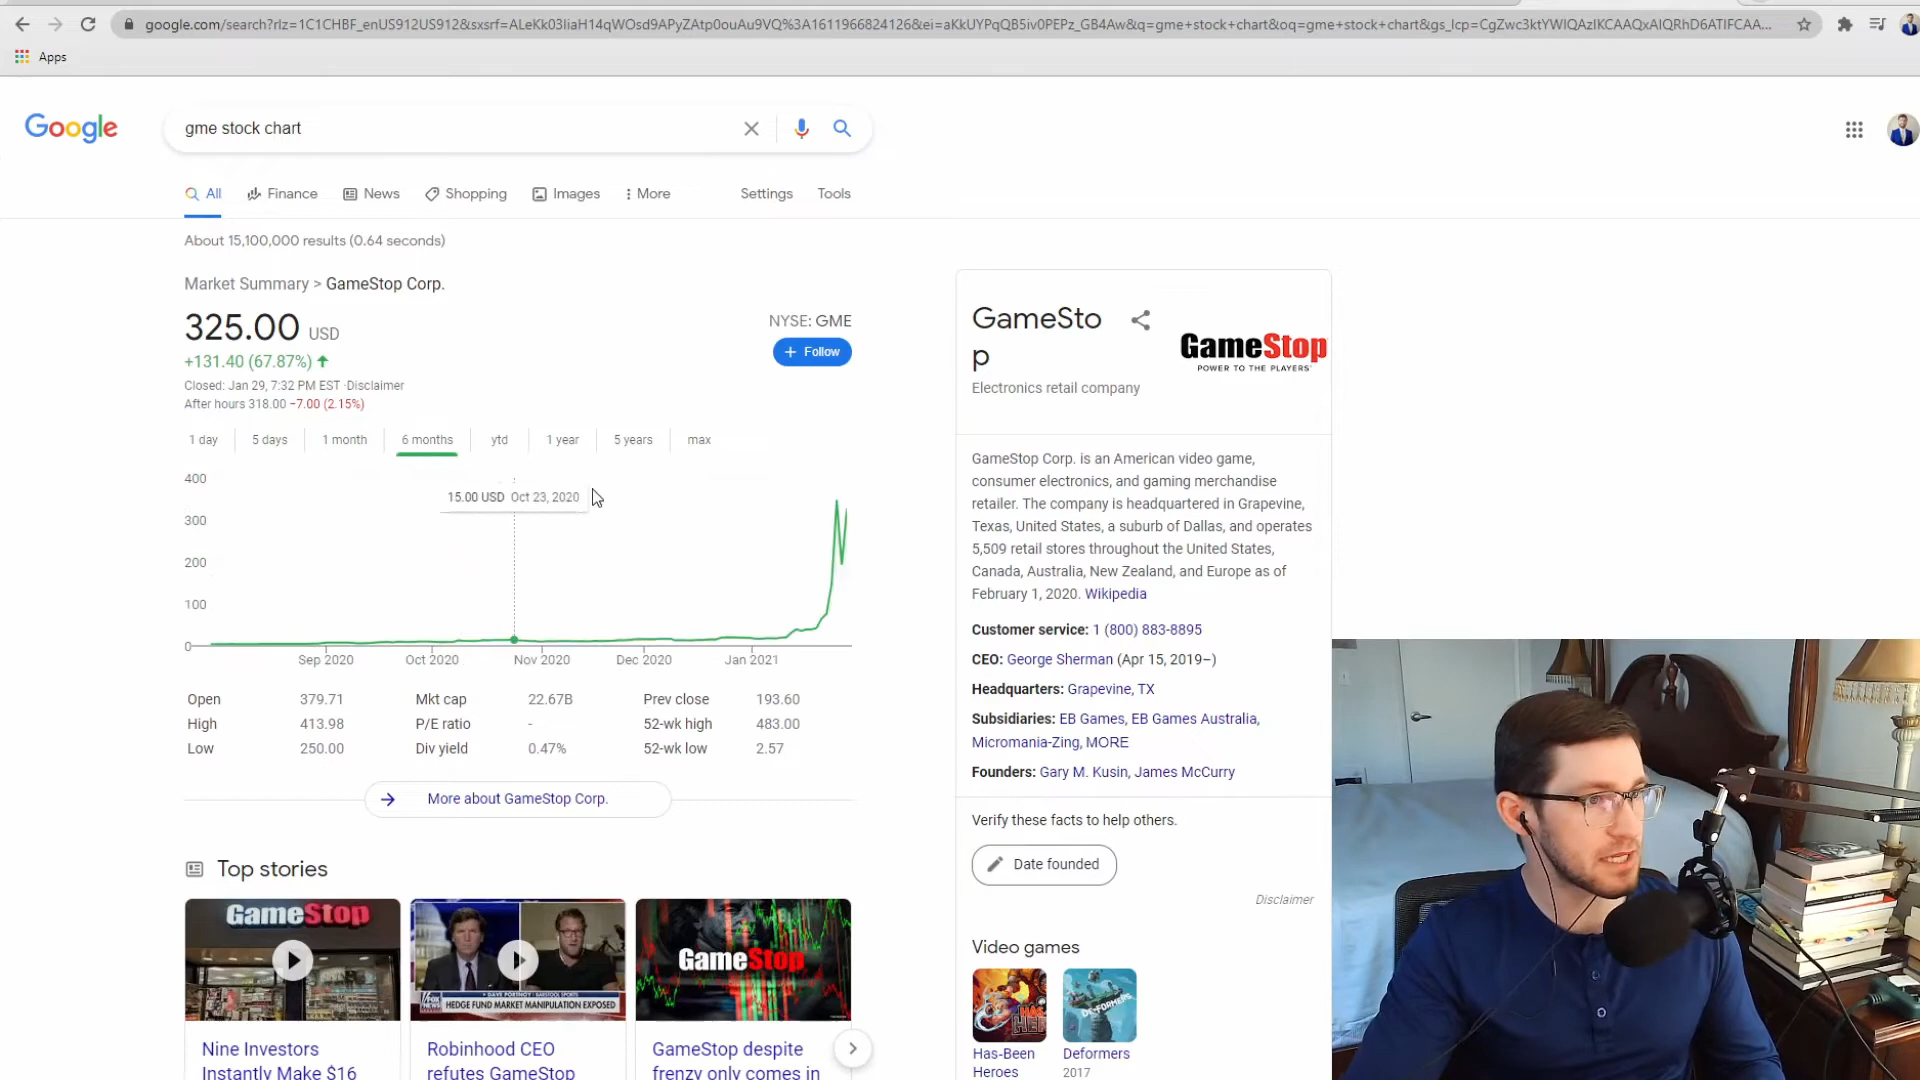 google.com/search?rlz=1C1CHBF_enUS912US912&sxsrf=ALeKk03IiaH14qWOsd9APyZAtp0ouAu9VQ%3A1611966824126&ei=aKkUYPqQB5iv0PEPz_GB4Aw&q=gme+stock+chart&oq=gme+stock+chart&gs_lcp=CgZwc3ktYWIQAzIKCAAQxAIQRhD6ATIFCAA...
Apps
Google
gme stock chart
All Finance News Shopping Images More Settings Tools
About 15,100,000 results (0.64 seconds)
Market Summary > GameStop Corp.
325.00 USD
NYSE: GME
+131.40 (67.87%)
+ Follow
Closed: Jan 29, 7:32 PM EST · Disclaimer
After hours 318.00 −7.00 (2.15%)
1 day 5 days 1 month 6 months ytd 1 year 5 years max
400
15.00 USD Oct 23, 2020
300
200
100
0
Sep 2020 Oct 2020 Nov 2020 Dec 2020 Jan 2021
Open 379.71 Mkt cap 22.67B Prev close 193.60
High 413.98 P/E ratio - 52-wk high 483.00
Low 250.00 Div yield 0.47% 52-wk low 2.57
More about GameStop Corp.
Top stories
GameStop
HEDGE FUND MARKET MANIPULATION EXPOSED
GameStop
Nine Investors
Instantly Make $16
Robinhood CEO
refutes GameStop
GameStop despite
frenzy only comes in
GameSto
p
Electronics retail company
GameStop
POWER TO THE PLAYERS
GameStop Corp. is an American video game,
consumer electronics, and gaming merchandise
retailer. The company is headquartered in Grapevine,
Texas, United States, a suburb of Dallas, and operates
5,509 retail stores throughout the United States,
Canada, Australia, New Zealand, and Europe as of
February 1, 2020. Wikipedia
Customer service: 1 (800) 883-8895
CEO: George Sherman (Apr 15, 2019–)
Headquarters: Grapevine, TX
Subsidiaries: EB Games, EB Games Australia,
Micromania-Zing, MORE
Founders: Gary M. Kusin, James McCurry
Verify these facts to help others.
Date founded
Disclaimer
Video games
Has-Been
Heroes
DEFORMERS
Deformers
2017